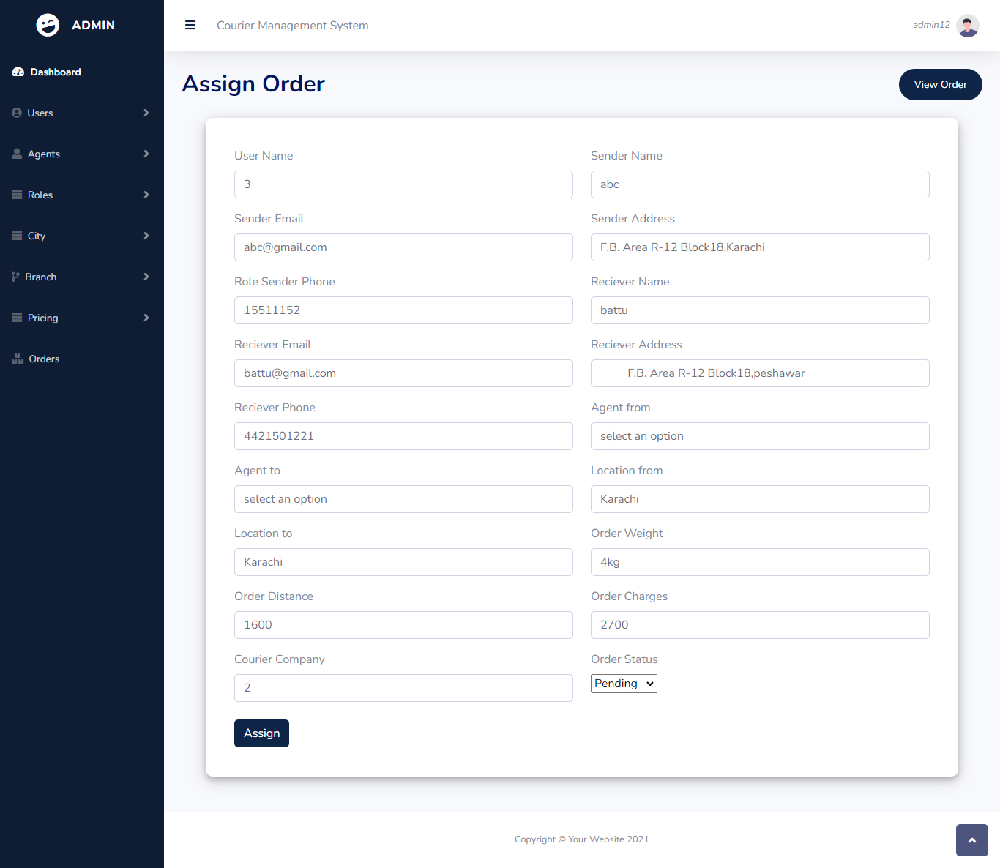 ADMIN
Dashboard
Users
Agents
Roles
City
Branch
Pricing
Orders
Courier Management System
admin12
Assign Order
View Order
User Name
3
Sender Name
abc
Sender Email
abc@gmail.com
Sender Address
F.B. Area R-12 Block18,Karachi
Role Sender Phone
15511152
Reciever Name
battu
Reciever Email
battu@gmail.com
Reciever Address
F.B. Area R-12 Block18,peshawar
Reciever Phone
4421501221
Agent from
select an option
Agent to
select an option
Location from
Karachi
Location to
Karachi
Order Weight
4kg
Order Distance
1600
Order Charges
2700
Courier Company
2
Order Status
Pending
Assign
Copyright © Your Website 2021